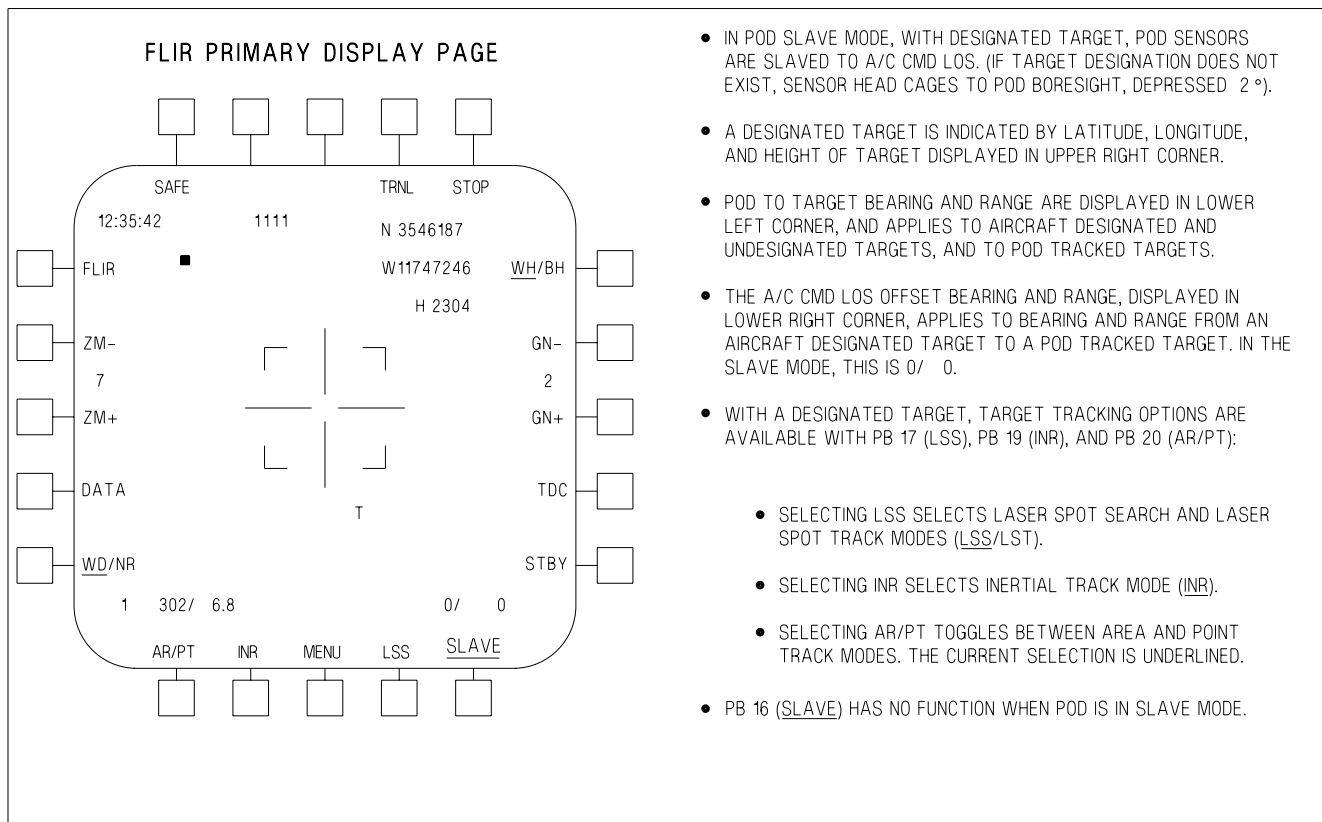 FLIR PRIMARY DISPLAY PAGE
SAFE TRNL STOP
12:35:42 1111 N 3546187
FLIR W11747246 WH/BH
H 2304
ZM- GN-
7 2
ZM+ GN+
DATA TDC
T
WD/NR STBY
1 302/ 6.8 0/ 0
AR/PT INR MENU LSS SLAVE
• IN POD SLAVE MODE, WITH DESIGNATED TARGET, POD SENSORS
ARE SLAVED TO A/C CMD LOS. (IF TARGET DESIGNATION DOES NOT
EXIST, SENSOR HEAD CAGES TO POD BORESIGHT, DEPRESSED 2 °).
• A DESIGNATED TARGET IS INDICATED BY LATITUDE, LONGITUDE,
AND HEIGHT OF TARGET DISPLAYED IN UPPER RIGHT CORNER.
• POD TO TARGET BEARING AND RANGE ARE DISPLAYED IN LOWER
LEFT CORNER, AND APPLIES TO AIRCRAFT DESIGNATED AND
UNDESIGNATED TARGETS, AND TO POD TRACKED TARGETS.
• THE A/C CMD LOS OFFSET BEARING AND RANGE, DISPLAYED IN
LOWER RIGHT CORNER, APPLIES TO BEARING AND RANGE FROM AN
AIRCRAFT DESIGNATED TARGET TO A POD TRACKED TARGET. IN THE
SLAVE MODE, THIS IS 0/ 0.
• WITH A DESIGNATED TARGET, TARGET TRACKING OPTIONS ARE
AVAILABLE WITH PB 17 (LSS), PB 19 (INR), AND PB 20 (AR/PT):
• SELECTING LSS SELECTS LASER SPOT SEARCH AND LASER
SPOT TRACK MODES (LSS/LST).
• SELECTING INR SELECTS INERTIAL TRACK MODE (INR).
• SELECTING AR/PT TOGGLES BETWEEN AREA AND POINT
TRACK MODES. THE CURRENT SELECTION IS UNDERLINED.
• PB 16 (SLAVE) HAS NO FUNCTION WHEN POD IS IN SLAVE MODE.